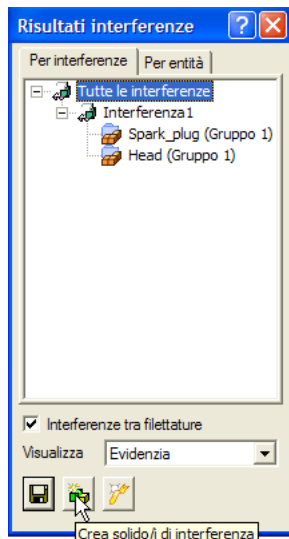 Risultati interferenze
Per interferenze Per entità
Tutte le interferenze
Interferenza1
Spark_plug (Gruppo 1)
Head (Gruppo 1)
Interferenze tra filettature
Visualizza Evidenzia
Crea solido/i di interferenza